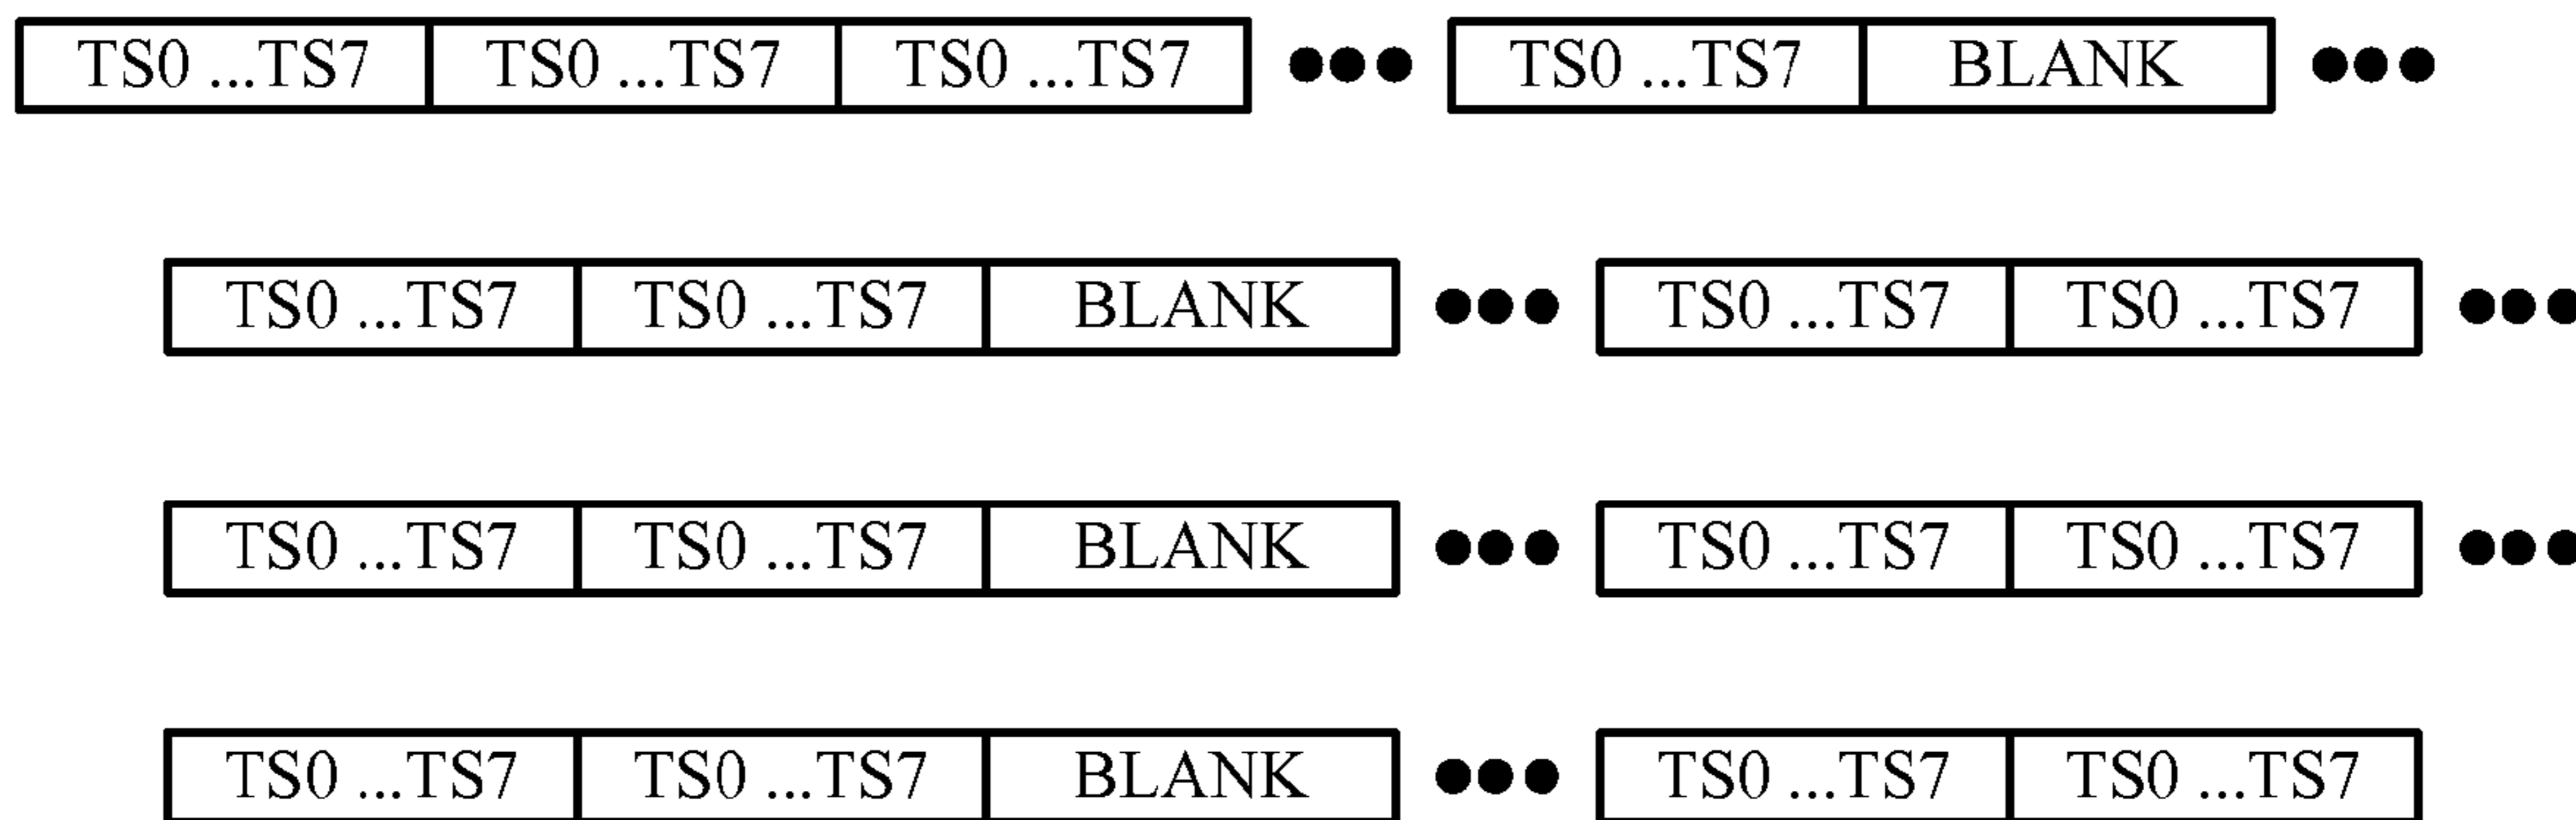 TS0 ...TS7 TS0 ...TS7 TS0 ...TS7 ●●● TS0 ...TS7 BLANK ●●●
TS0 ...TS7 TS0 ...TS7 BLANK ●●● TS0 ...TS7 TS0 ...TS7 ●●●
TS0 ...TS7 TS0 ...TS7 BLANK ●●● TS0 ...TS7 TS0 ...TS7 ●●●
TS0 ...TS7 TS0 ...TS7 BLANK ●●● TS0 ...TS7 TS0 ...TS7